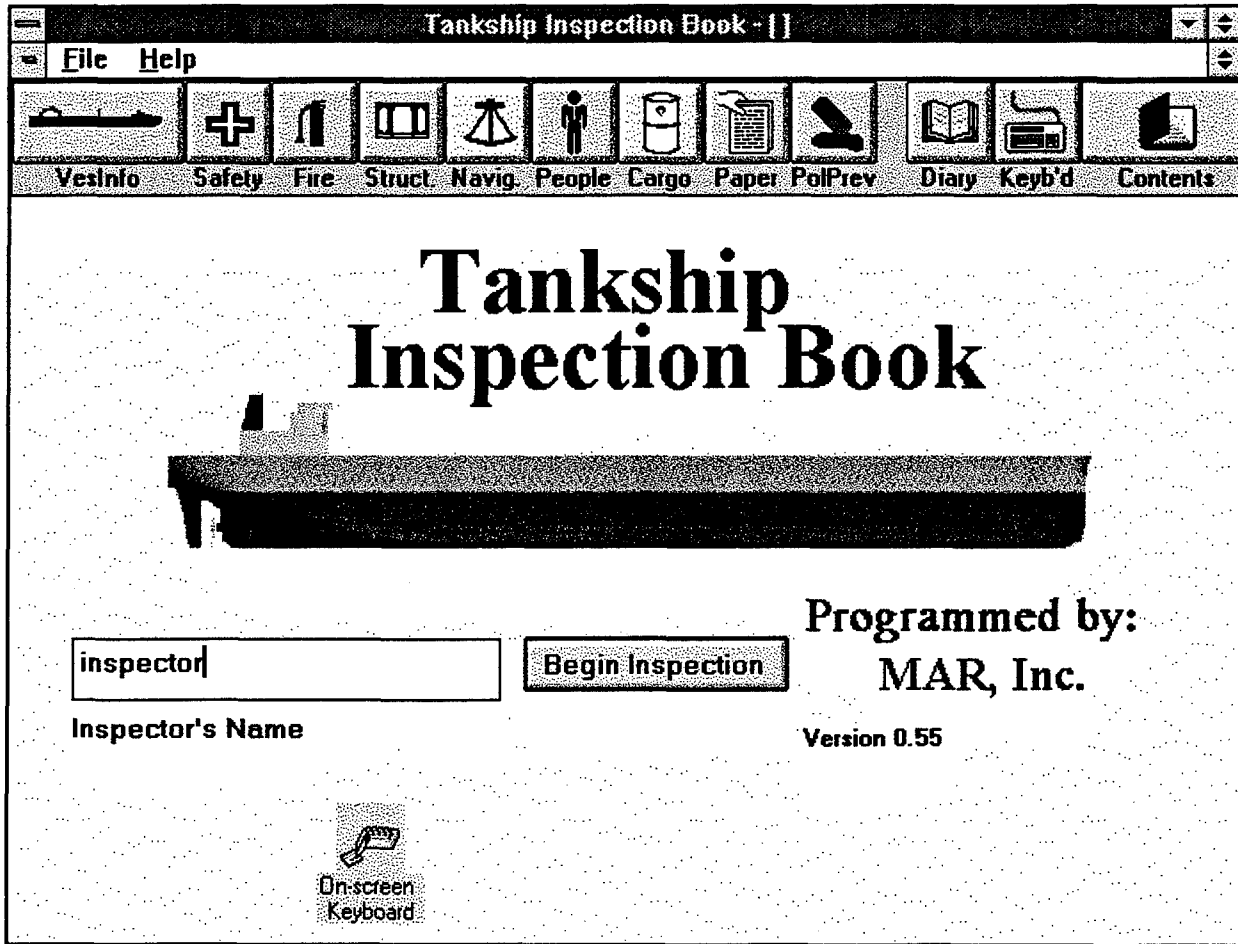 Tankship Inspection Book - [ ]
File Help
VeslInfo Safety Fire Struct. Navig. People Cargo Paper PolPrev Diary Keyb'd Contents
Tankship
Inspection Book
Programmed by:
MAR, Inc.
inspector
Begin Inspection
Inspector's Name
Version 0.55
On-screen
Keyboard